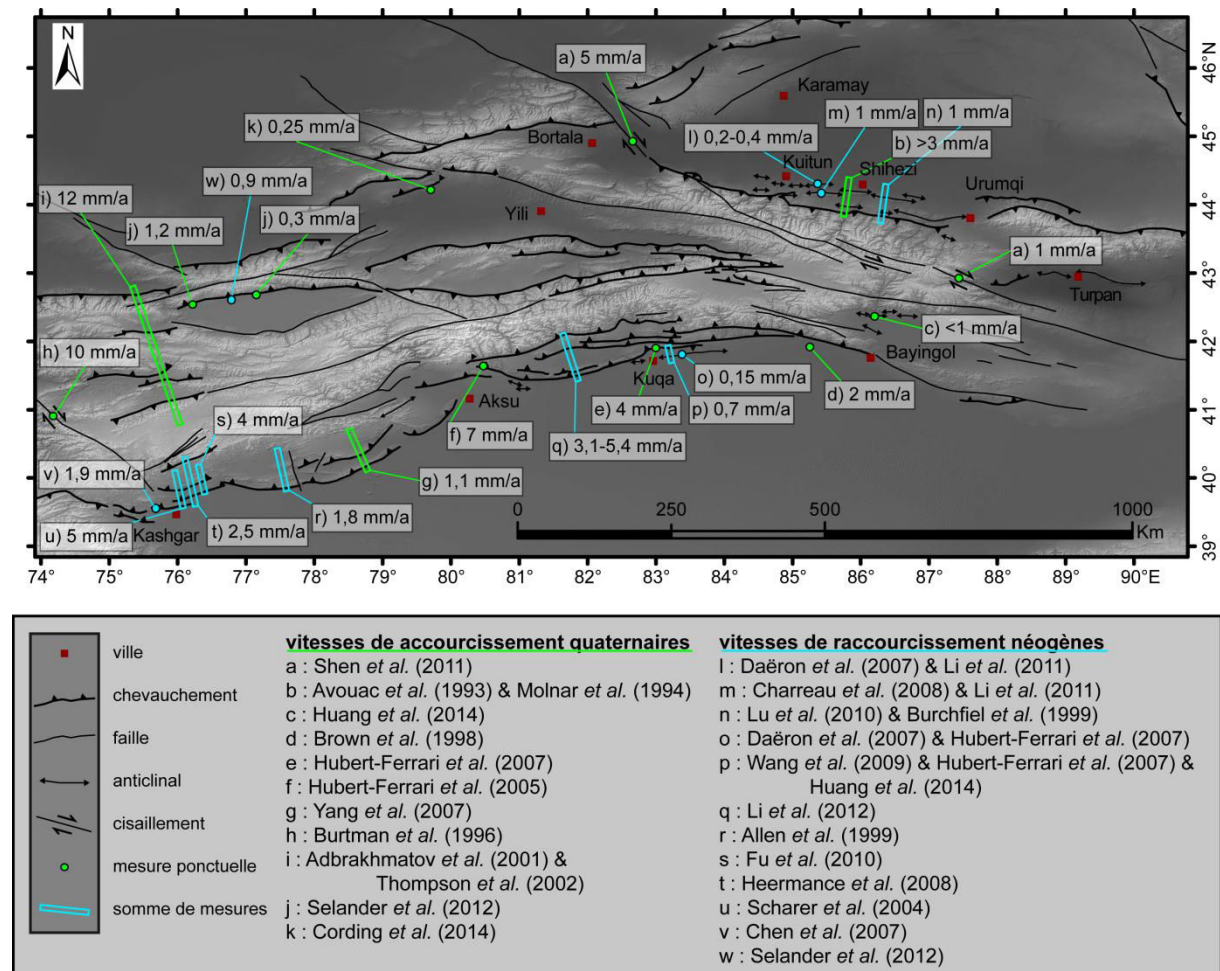 N
46°N
45°
44°
43°
42°
41°
40°
39°
a) 5 mm/a
Karamay
m) 1 mm/a
n) 1 mm/a
k) 0,25 mm/a
l) 0,2-0,4 mm/a
b) >3 mm/a
Bortala
Kuitun
Shihezi
w) 0,9 mm/a
Urumqi
i) 12 mm/a
j) 0,3 mm/a
Yili
j) 1,2 mm/a
a) 1 mm/a
Turpan
c) <1 mm/a
h) 10 mm/a
Bayingol
Kuqa
o) 0,15 mm/a
Aksu
e) 4 mm/a
p) 0,7 mm/a
d) 2 mm/a
s) 4 mm/a
f) 7 mm/a
q) 3,1-5,4 mm/a
v) 1,9 mm/a
g) 1,1 mm/a
r) 1,8 mm/a
u) 5 mm/a
Kashgar
t) 2,5 mm/a
0 250 500 1000
Km
74° 75° 76° 77° 78° 79° 80° 81° 82° 83° 84° 85° 86° 87° 88° 89° 90°E
ville
chevauchement
faille
anticlinal
cisaillement
mesure ponctuelle
somme de mesures
vitesses de accourcissement quaternaires
a : Shen et al. (2011)
b : Avouac et al. (1993) & Molnar et al. (1994)
c : Huang et al. (2014)
d : Brown et al. (1998)
e : Hubert-Ferrari et al. (2007)
f : Hubert-Ferrari et al. (2005)
g : Yang et al. (2007)
h : Burtman et al. (1996)
i : Adbrakhmatov et al. (2001) &
Thompson et al. (2002)
j : Selander et al. (2012)
k : Cording et al. (2014)
vitesses de raccourcissement néogènes
l : Daëron et al. (2007) & Li et al. (2011)
m : Charreau et al. (2008) & Li et al. (2011)
n : Lu et al. (2010) & Burchfiel et al. (1999)
o : Daëron et al. (2007) & Hubert-Ferrari et al. (2007)
p : Wang et al. (2009) & Hubert-Ferrari et al. (2007) &
Huang et al. (2014)
q : Li et al. (2012)
r : Allen et al. (1999)
s : Fu et al. (2010)
t : Heermance et al. (2008)
u : Scharer et al. (2004)
v : Chen et al. (2007)
w : Selander et al. (2012)